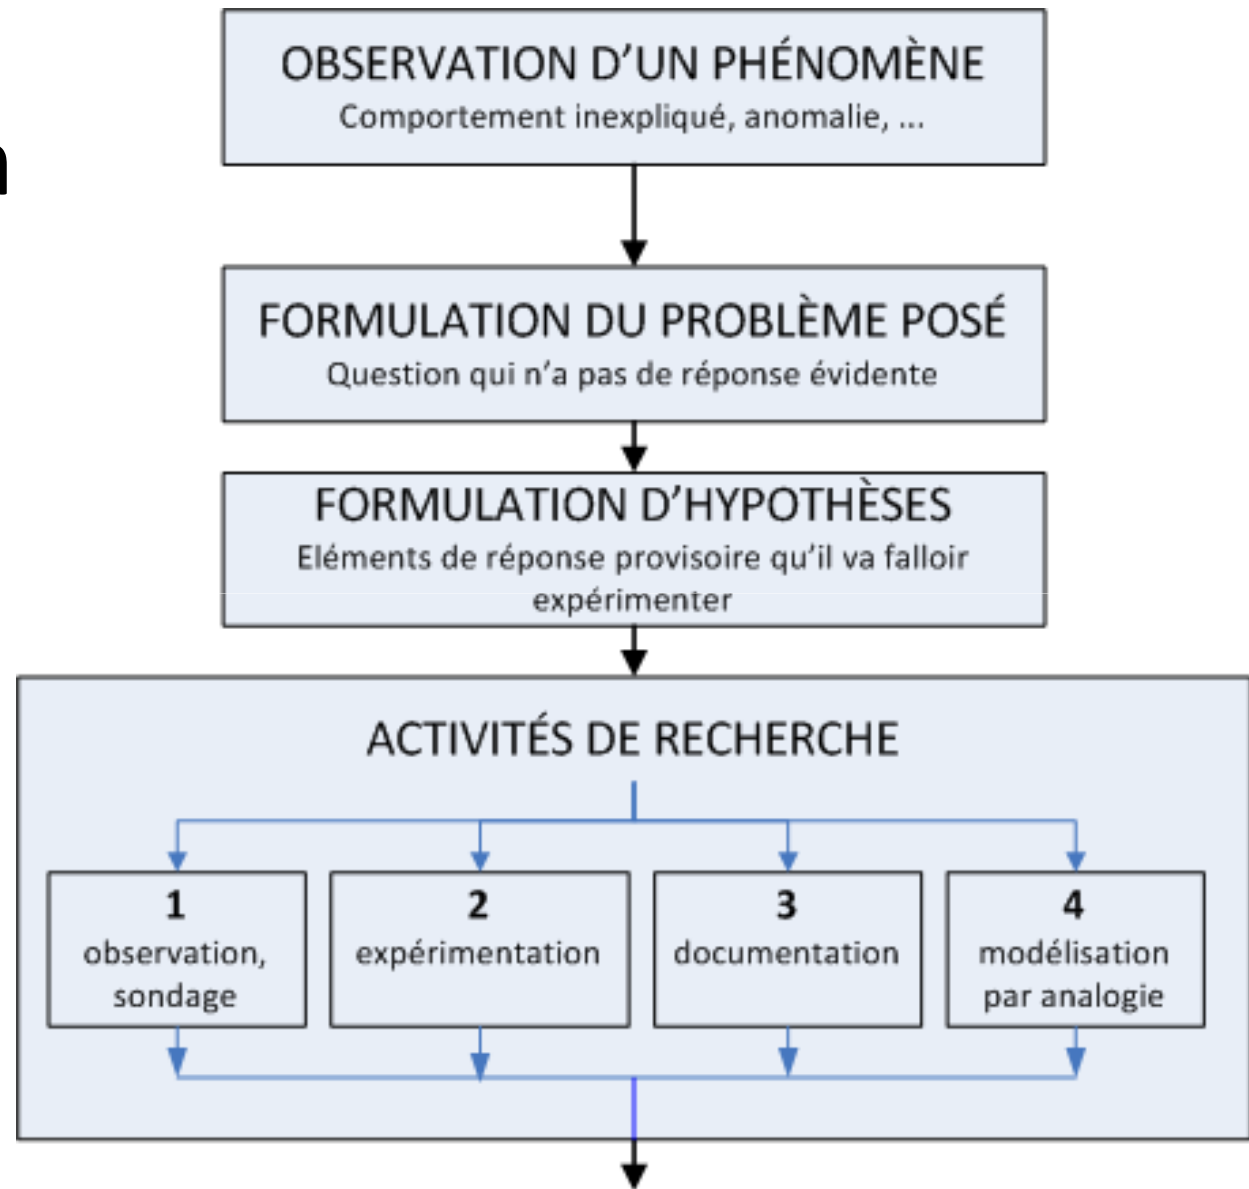 OBSERVATION D'UN PHÉNOMÈNE
Comportement inexpliqué, anomalie, ...
FORMULATION DU PROBLÈME POSÉ
Question qui n'a pas de réponse évidente
FORMULATION D'HYPOTHÈSES
Eléments de réponse provisoire qu'il va falloir
expérimenter
ACTIVITÉS DE RECHERCHE
1
observation,
sondage
2
expérimentation
3
documentation
4
modélisation
par analogie